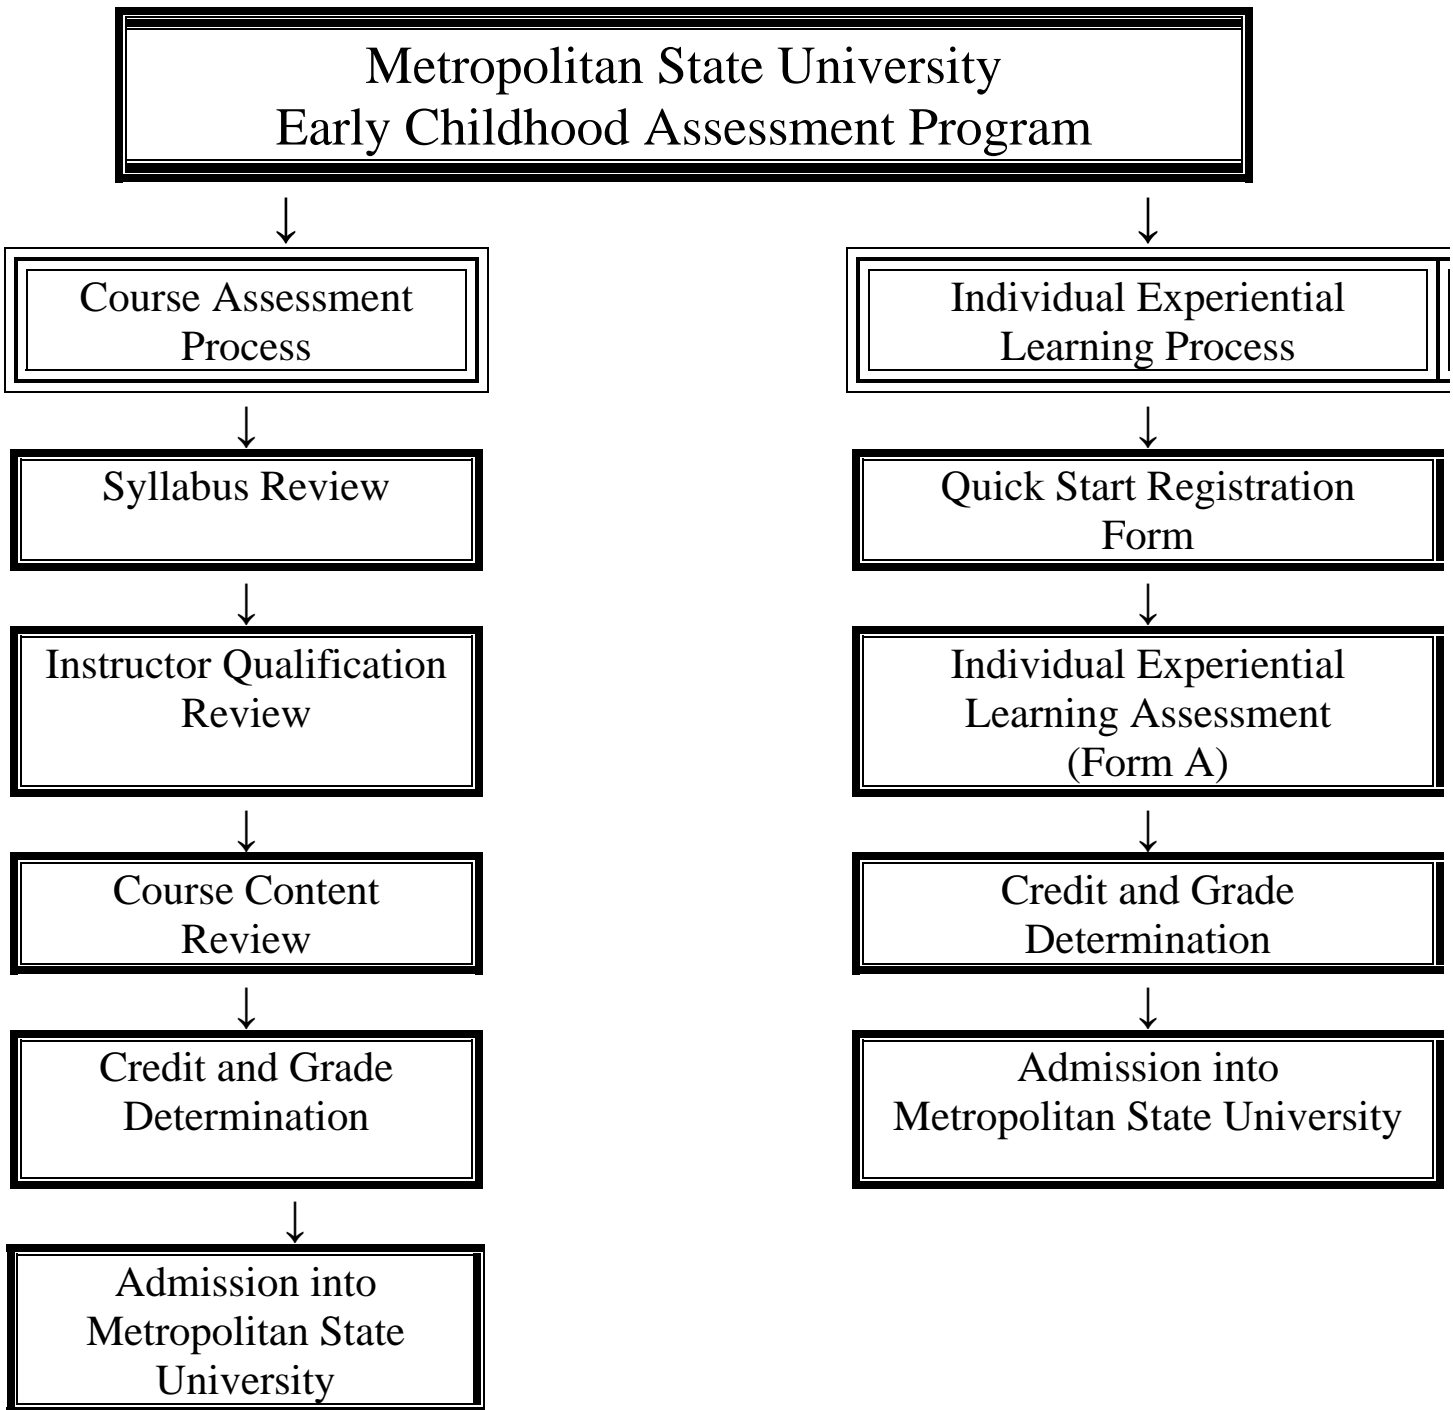 Metropolitan State University
Early Childhood Assessment Program
↓
↓
Course Assessment
Process
Individual Experiential
Learning Process
↓
↓
Syllabus Review
Quick Start Registration
Form
↓
↓
Instructor Qualification
Review
Individual Experiential
Learning Assessment
(Form A)
↓
↓
Course Content
Review
Credit and Grade
Determination
↓
↓
Credit and Grade
Determination
Admission into
Metropolitan State University
↓
Admission into
Metropolitan State
University